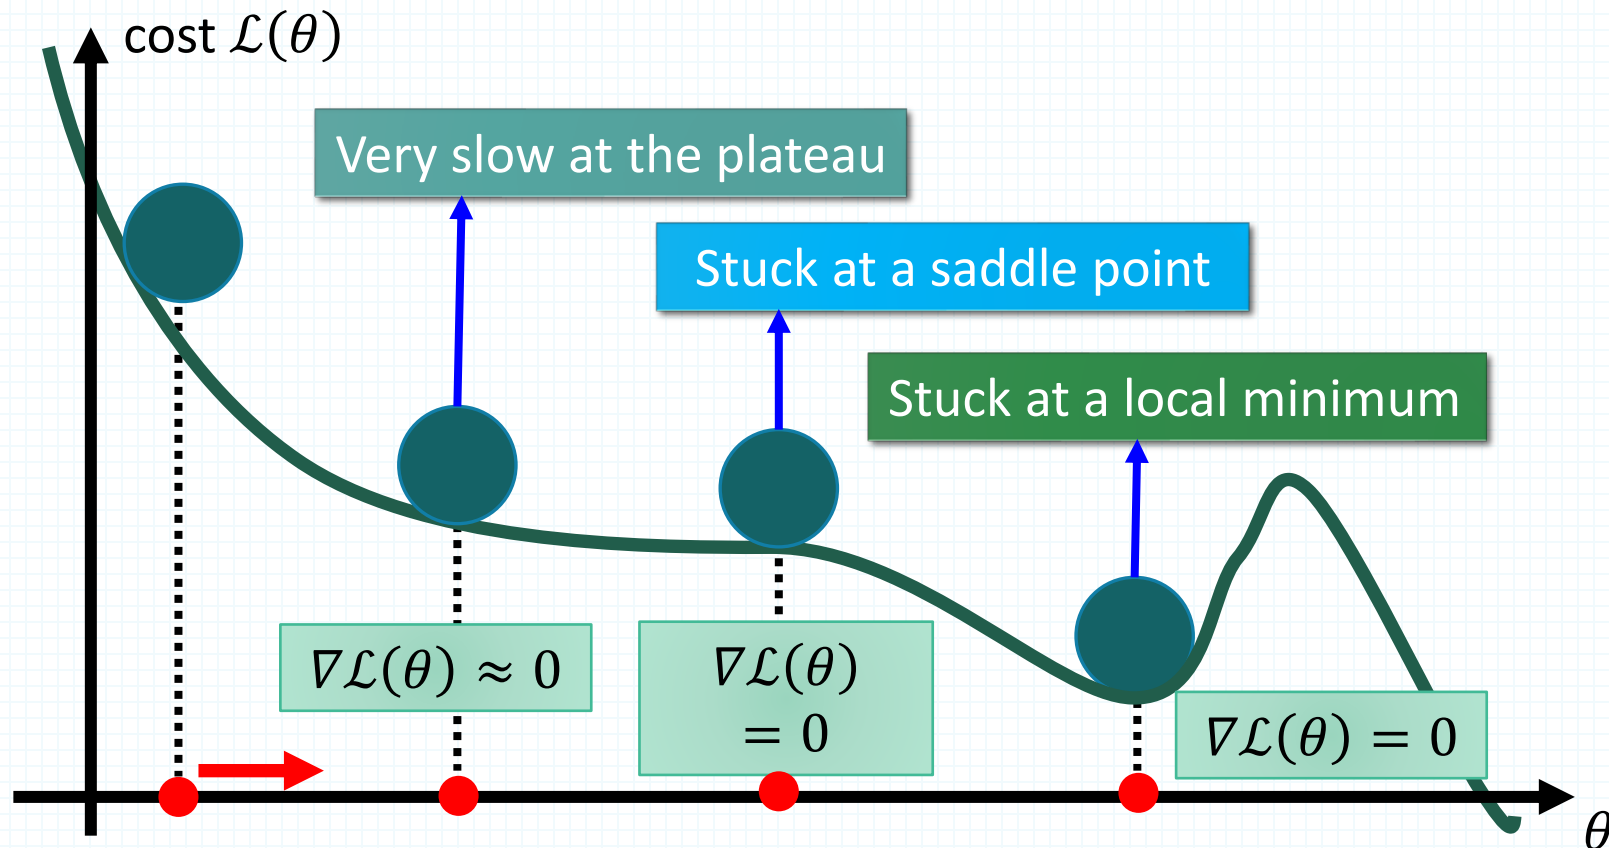 cost ℒ(θ)
Very slow at the plateau
Stuck at a saddle point
Stuck at a local minimum
∇ℒ(θ) ≈ 0
∇ℒ(θ)
= 0
∇ℒ(θ) = 0
θ